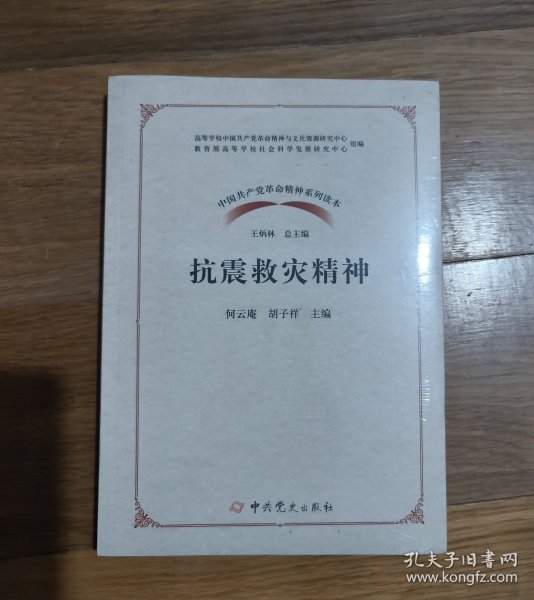 高等学校中国共产党革命精神与文化资源研究中心
教育部高等学校社会科学发展研究中心
组编
中国共产党革命精神系列读本
王炳林 总主编
抗震救灾精神
何云庵 胡子祥 主编
中共党史出版社
孔夫子旧书网
www.kongfz.com